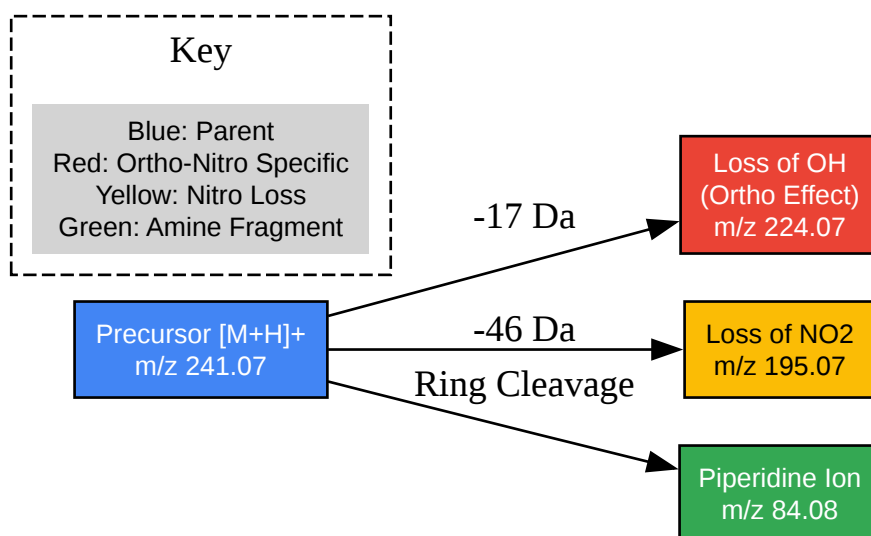 Key
Blue: Parent
Red: Ortho-Nitro Specific
Yellow: Nitro Loss
Green: Amine Fragment
Precursor [M+H]+
m/z 241.07
-17 Da
-46 Da
Ring Cleavage
Loss of OH
(Ortho Effect)
m/z 224.07
Loss of NO2
m/z 195.07
Piperidine Ion
m/z 84.08